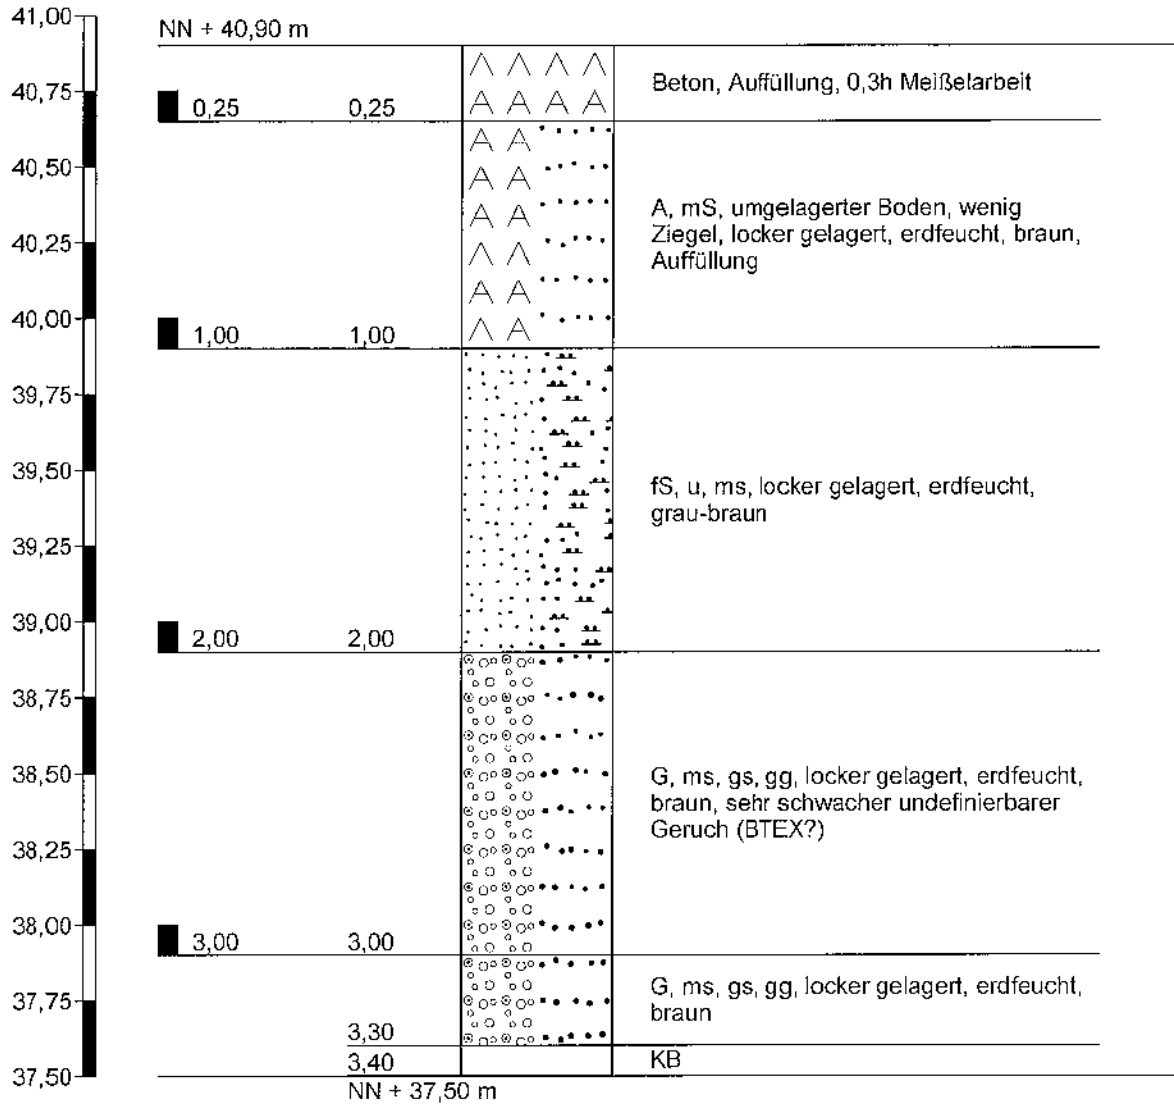 41,00
NN + 40,90 m
Beton, Auffüllung, 0,3h Meißelarbeit
40,75
0,25 0,25
40,50
A, mS, umgelagerter Boden, wenig
Ziegel, locker gelagert, erdfeucht, braun,
Auffüllung
40,25
40,00
1,00 1,00
39,75
39,50
fS, u, ms, locker gelagert, erdfeucht,
grau-braun
39,25
39,00
2,00 2,00
38,75
38,50
G, ms, gs, gg, locker gelagert, erdfeucht,
braun, sehr schwacher undefinierbarer
Geruch (BTEX?)
38,25
38,00
3,00 3,00
37,75
G, ms, gs, gg, locker gelagert, erdfeucht,
braun
3,30
3,40 KB
37,50
NN + 37,50 m